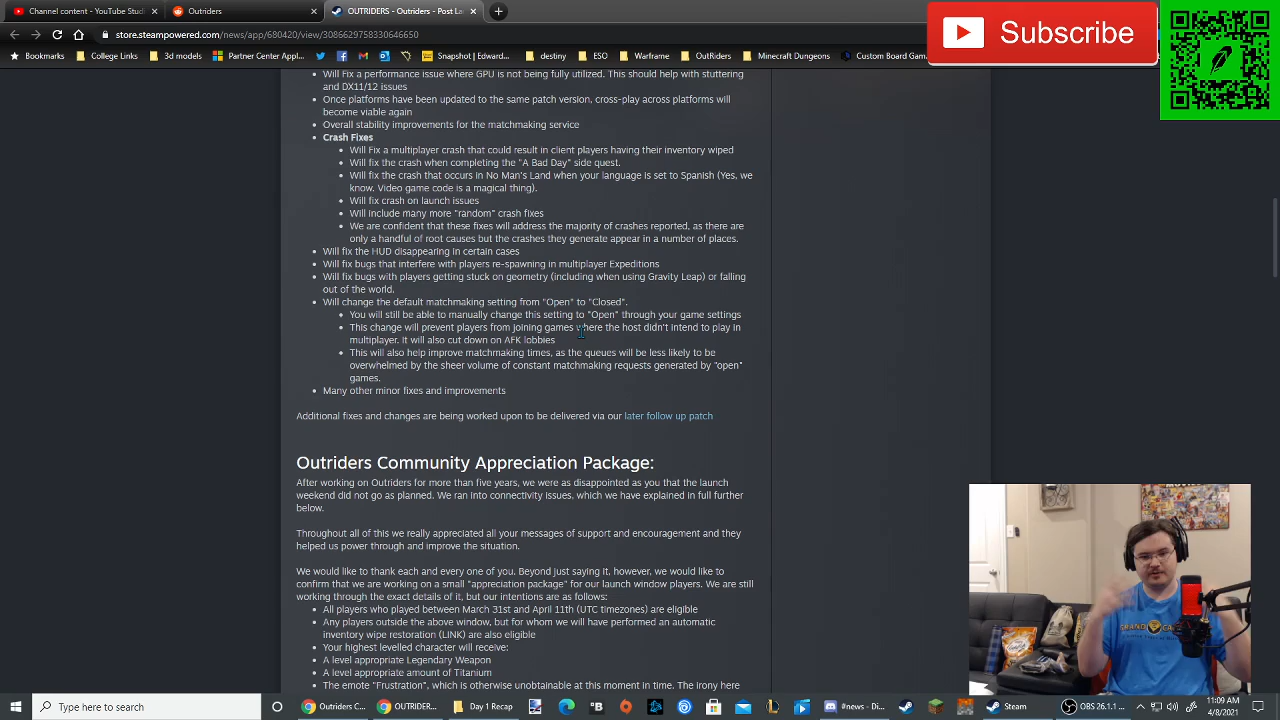 Channel content - YouTube Stud
Outriders
OUTRIDERS - Outriders - Post La
store.steampowered.com/news/app/680420/view/3086629758330646650
Subscribe
Bookmarks
College Links
3d models
Partner Center App...
Snapshot | Edward...
destiny
ESO
Warframe
OutRiders
Minecraft Dungeons
Custom Board Gam
Will Fix a performance issue where GPU is not being fully utilized. This should help with stuttering
and DX11/12 issues
Once platforms have been updated to the same patch version, cross-play across platforms will
become viable again
Overall stability improvements for the matchmaking service
Crash Fixes
Will Fix a multiplayer crash that could result in client players having their inventory wiped
Will fix the crash when completing the "A Bad Day" side quest.
Will fix the crash that occurs in No Man's Land when your language is set to Spanish (Yes, we
know. Video game code is a magical thing).
Will fix crash on launch issues
Will include many more "random" crash fixes
We are confident that these fixes will address the majority of crashes reported, as there are
only a handful of root causes but the crashes they generate appear in a number of places.
Will fix the HUD disappearing in certain cases
Will fix bugs that interfere with players re-spawning in multiplayer Expeditions
Will fix bugs with players getting stuck on geometry (including when using Gravity Leap) or falling
out of the world.
Will change the default matchmaking setting from "Open" to "Closed".
You will still be able to manually change this setting to "Open" through your game settings
This change will prevent players from joining games where the host didn't intend to play in
multiplayer. It will also cut down on AFK lobbies
This will also help improve matchmaking times, as the queues will be less likely to be
overwhelmed by the sheer volume of constant matchmaking requests generated by "open"
games.
Many other minor fixes and improvements
Additional fixes and changes are being worked upon to be delivered via our later follow up patch
Outriders Community Appreciation Package:
After working on Outriders for more than five years, we were as disappointed as you that the launch
weekend did not go as planned. We ran into connectivity issues, which we have explained in full further
below.
Throughout all of this we really appreciated all your messages of support and encouragement and they
helped us power through and improve the situation.
We would like to thank each and every one of you. Beyond just saying it, however, we would like to
confirm that we are working on a small "appreciation package" for our launch window players. We are still
working through the exact details of it, but our intentions are as follows:
All players who played between March 31st and April 11th (UTC timezones) are eligible
Any players outside the above window, but for whom we will have performed an automatic
inventory wipe restoration (LINK) are also eligible
Your highest levelled character will receive:
A level appropriate Legendary Weapon
A level appropriate amount of Titanium
The emote "Frustration", which is otherwise unobtainable at this moment in time. The Irony here
Type here to search
Outriders C...
OUTRIDER...
Day 1 Recap
#news - Di...
Steam
OBS 26.1.1 ...
11:09 AM
4/8/2021